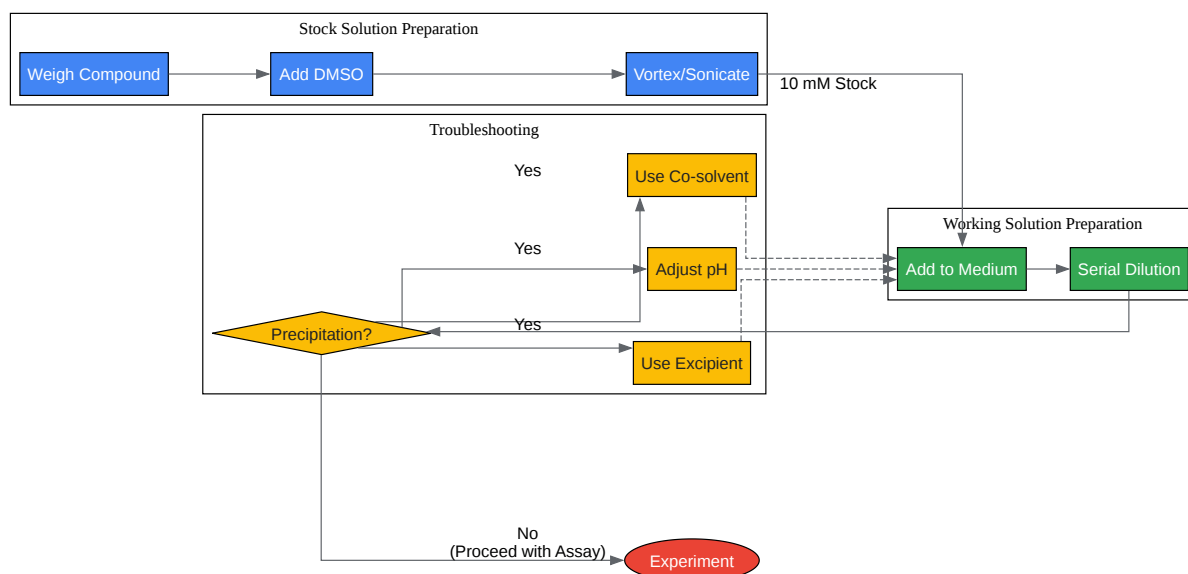 Stock Solution Preparation
Weigh Compound
Add DMSO
Vortex/Sonicate
10 mM Stock
Troubleshooting
Yes
Use Co-solvent
Working Solution Preparation
Yes
Adjust pH
Add to Medium
Serial Dilution
Precipitation?
Yes
Use Excipient
No
(Proceed with Assay)
Experiment